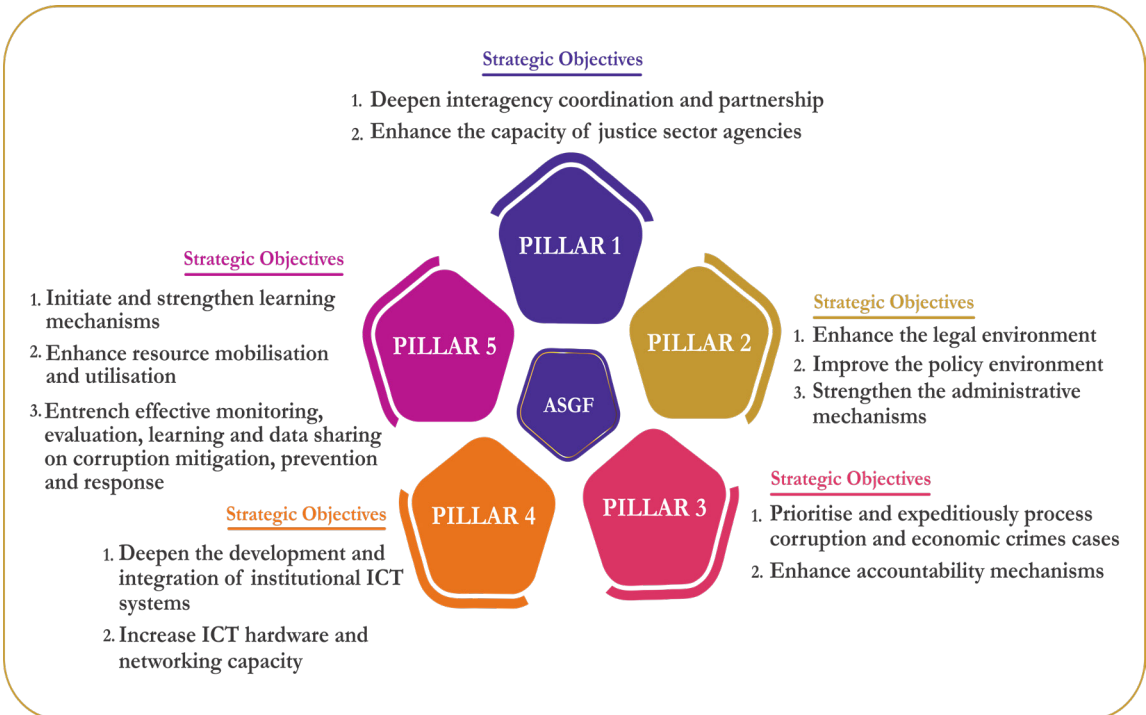 Strategic Objectives
1. Deepen interagency coordination and partnership
2. Enhance the capacity of justice sector agencies
PILLAR 1
Strategic Objectives
1. Enhance the legal environment
2. Improve the policy environment
3. Strengthen the administrative
mechanisms
PILLAR 2
Strategic Objectives
1. Prioritise and expeditiously process
corruption and economic crimes cases
2. Enhance accountability mechanisms
PILLAR 3
Strategic Objectives
1. Deepen the development and
integration of institutional ICT
systems
2. Increase ICT hardware and
networking capacity
PILLAR 4
Strategic Objectives
1. Initiate and strengthen learning
mechanisms
2. Enhance resource mobilisation
and utilisation
3. Entrench effective monitoring,
evaluation, learning and data sharing
on corruption mitigation, prevention
and response
PILLAR 5
ASGF